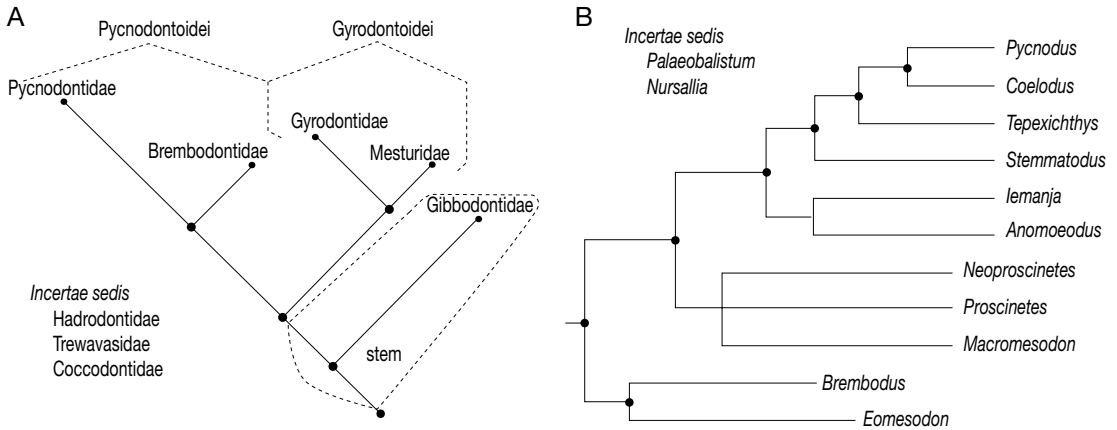 A
Pycnodontoidei
Gyrodontoidei
Pycnodontidae
Gyrodontidae
Brembodontidae
Mesturidae
Gibbodontidae
Incertae sedis
Hadrodontidae
Trewavasidae
Coccodontidae
stem
B
Incertae sedis
Palaeobalistum
Nursallia
Pycnodus
Coelodus
Tepexichthys
Stemmatodus
Iemanja
Anomoeodus
Neoproscinetes
Proscinetes
Macromesodon
Brembodus
Eomesodon